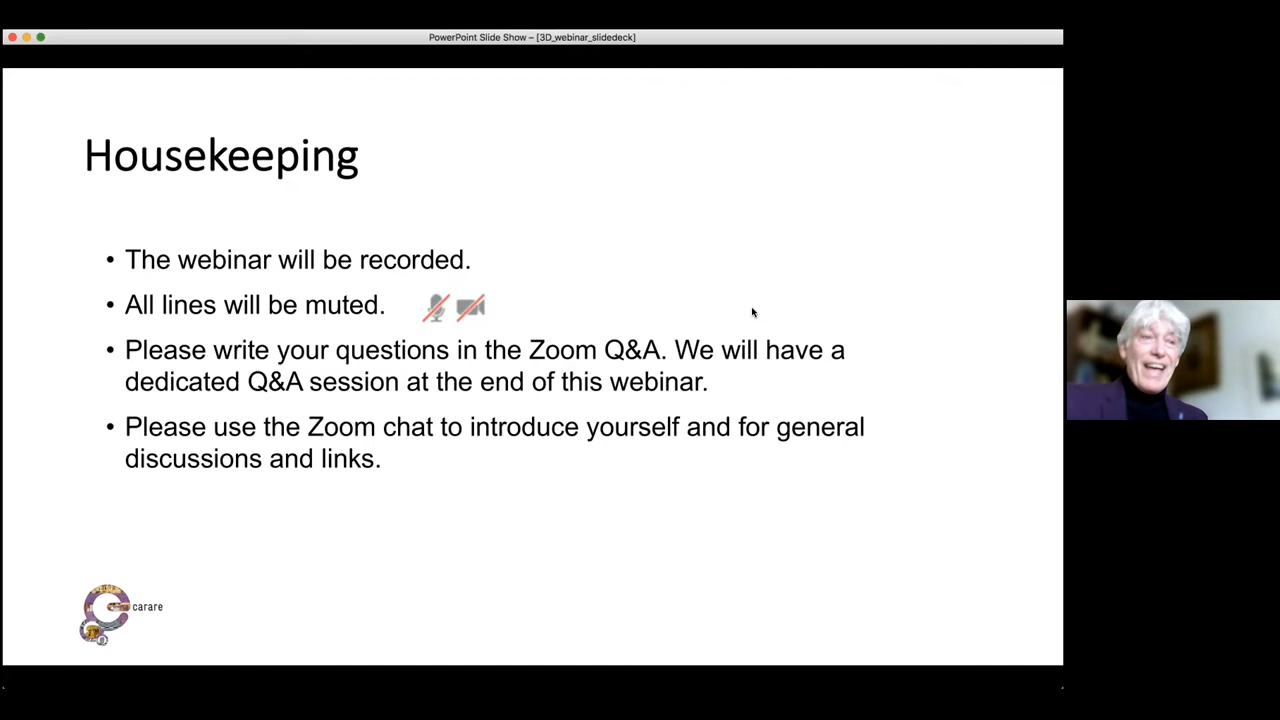 PowerPoint Slide Show – [3D_webinar_slidedeck]
Housekeeping
• The webinar will be recorded.
• All lines will be muted.
• Please write your questions in the Zoom Q&A. We will have a
dedicated Q&A session at the end of this webinar.
• Please use the Zoom chat to introduce yourself and for general
discussions and links.
carare